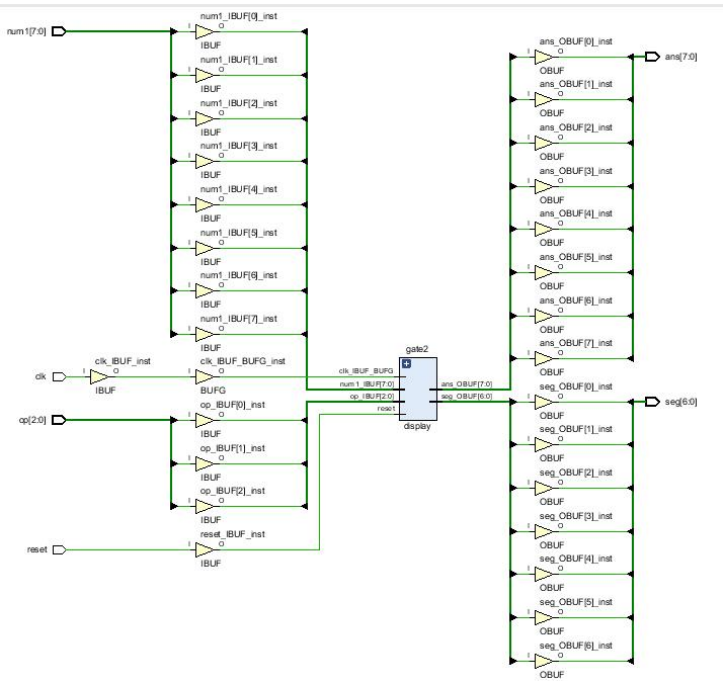 num1[7:0]
num1_IBUF[0]_inst
I
O
IBUF
num1_IBUF[1]_inst
I
O
IBUF
num1_IBUF[2]_inst
I
O
IBUF
num1_IBUF[3]_inst
I
O
IBUF
num1_IBUF[4]_inst
I
O
IBUF
num1_IBUF[5]_inst
I
O
IBUF
num1_IBUF[6]_inst
I
O
IBUF
num1_IBUF[7]_inst
I
O
IBUF
clk
clk_IBUF_inst
I
O
IBUF
clk_IBUF_BUFG_inst
I
O
BUFG
op[2:0]
op_IBUF[0]_inst
I
O
IBUF
op_IBUF[1]_inst
I
O
IBUF
op_IBUF[2]_inst
I
O
IBUF
reset
reset_IBUF_inst
I
O
IBUF
gate2
clk_IBUF_BUFG
num1_IBUF[7:0]
op_IBUF[2:0]
reset
ans_OBUF[7:0]
seg_OBUF[6:0]
display
ans_OBUF[0]_inst
I
O
OBUF
ans[7:0]
ans_OBUF[1]_inst
I
O
OBUF
ans_OBUF[2]_inst
I
O
OBUF
ans_OBUF[3]_inst
I
O
OBUF
ans_OBUF[4]_inst
I
O
OBUF
ans_OBUF[5]_inst
I
O
OBUF
ans_OBUF[6]_inst
I
O
OBUF
ans_OBUF[7]_inst
I
O
OBUF
seg_OBUF[0]_inst
I
O
OBUF
seg[6:0]
seg_OBUF[1]_inst
I
O
OBUF
seg_OBUF[2]_inst
I
O
OBUF
seg_OBUF[3]_inst
I
O
OBUF
seg_OBUF[4]_inst
I
O
OBUF
seg_OBUF[5]_inst
I
O
OBUF
seg_OBUF[6]_inst
I
O
OBUF